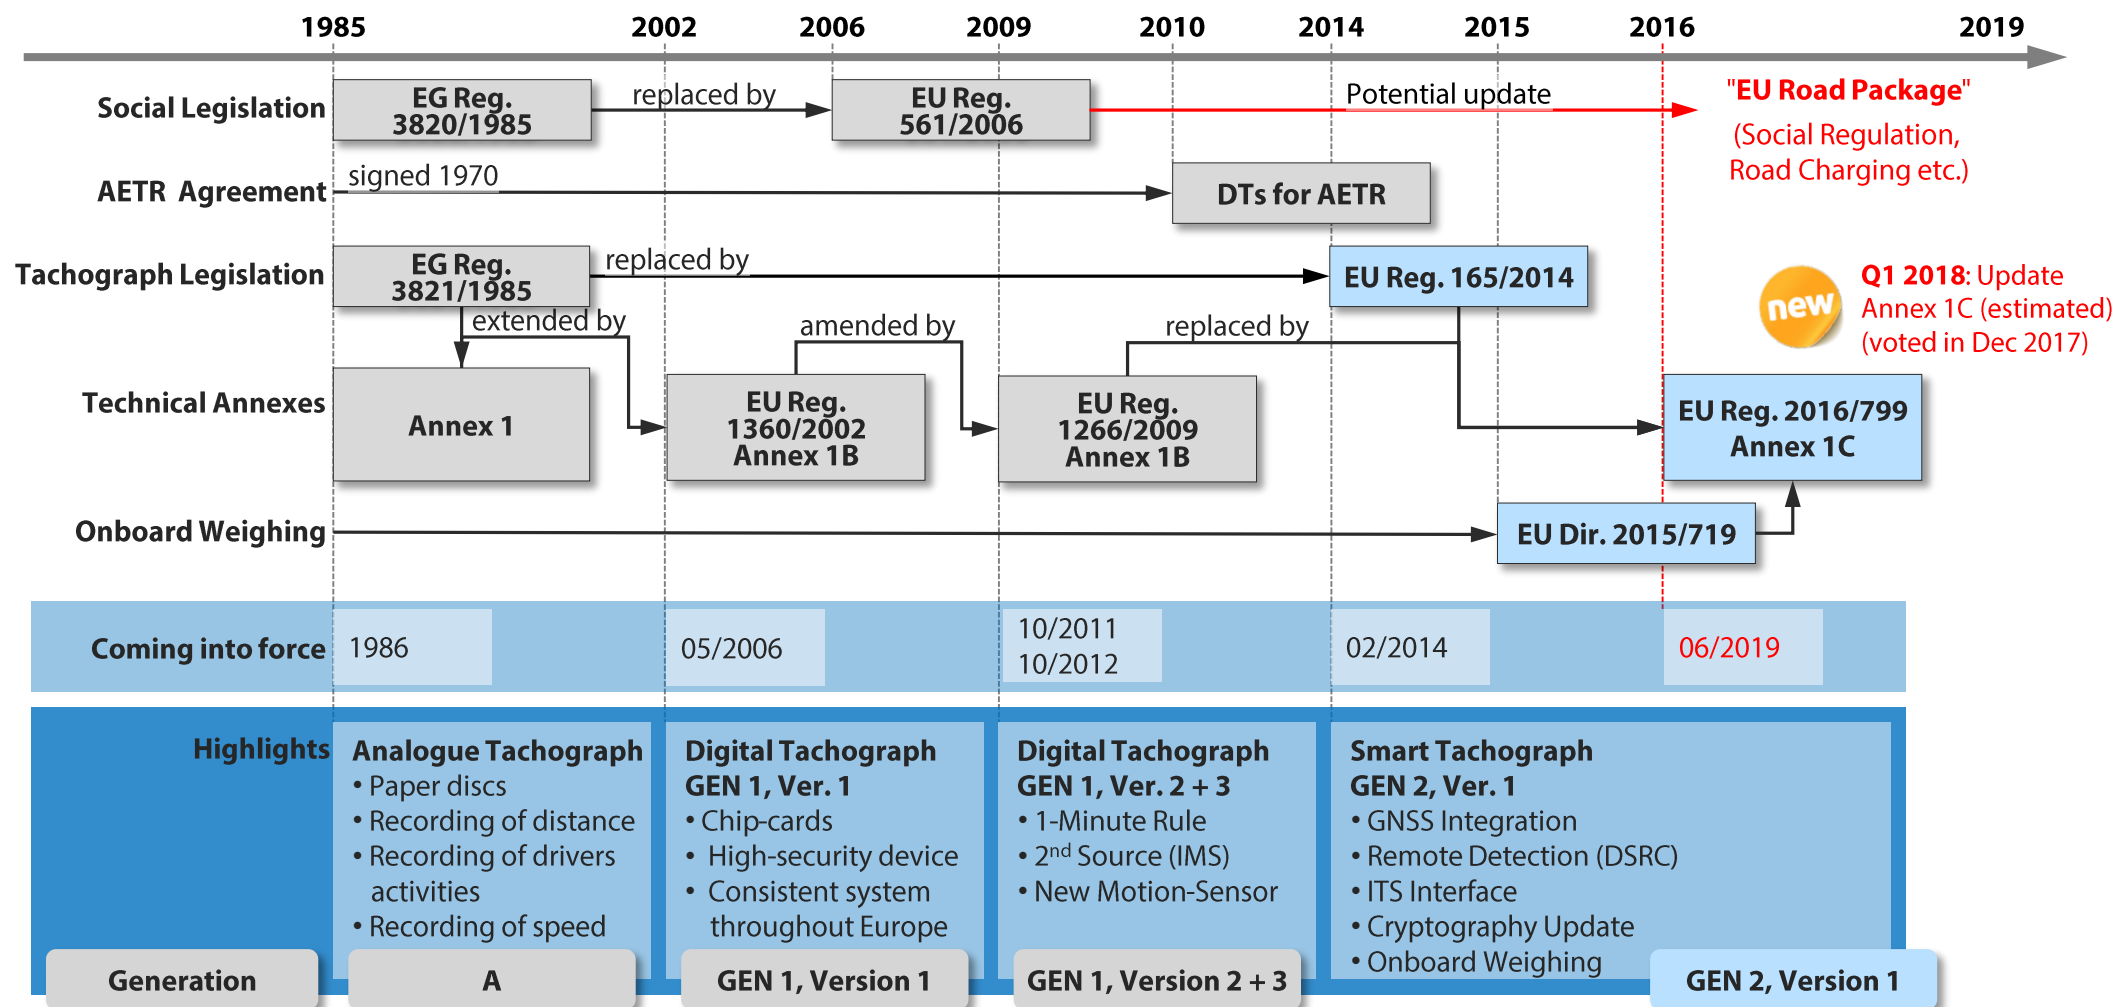 1985 2002 2006 2009 2010 2014 2015 2016 2019
Social Legislation
EG Reg.
3820/1985
replaced by
EU Reg.
561/2006
Potential update
"EU Road Package"
(Social Regulation,
Road Charging etc.)
AETR Agreement
signed 1970
DTs for AETR
Tachograph Legislation
EG Reg.
3821/1985
replaced by
EU Reg. 165/2014
new
Q1 2018: Update
Annex 1C (estimated)
(voted in Dec 2017)
extended by
amended by
replaced by
Technical Annexes
Annex 1
EU Reg.
1360/2002
Annex 1B
EU Reg.
1266/2009
Annex 1B
EU Reg. 2016/799
Annex 1C
Onboard Weighing
EU Dir. 2015/719
Coming into force
1986
05/2006
10/2011
10/2012
02/2014
06/2019
Highlights
Analogue Tachograph
• Paper discs
• Recording of distance
• Recording of drivers
activities
• Recording of speed
Digital Tachograph
GEN 1, Ver. 1
• Chip-cards
• High-security device
• Consistent system
throughout Europe
Digital Tachograph
GEN 1, Ver. 2 + 3
• 1-Minute Rule
• 2nd Source (IMS)
• New Motion-Sensor
Smart Tachograph
GEN 2, Ver. 1
• GNSS Integration
• Remote Detection (DSRC)
• ITS Interface
• Cryptography Update
• Onboard Weighing
Generation
A
GEN 1, Version 1
GEN 1, Version 2 + 3
GEN 2, Version 1